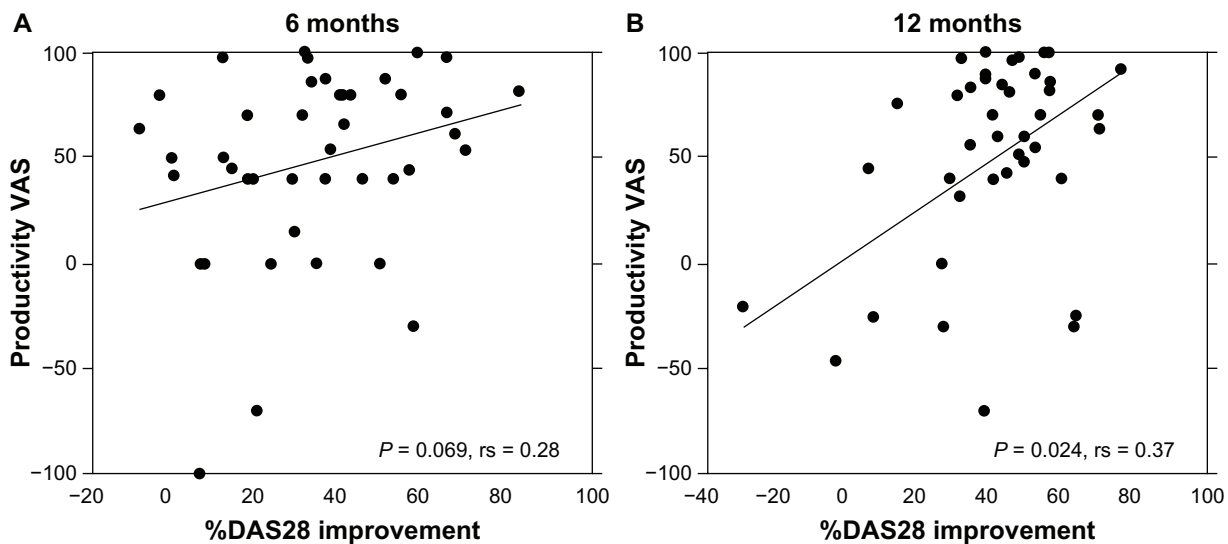 A
6 months
100
50
0
−50
−100
Productivity VAS
P = 0.069, rs = 0.28
−20 0 20 40 60 80 100
%DAS28 improvement
B
12 months
100
50
0
−50
−100
Productivity VAS
P = 0.024, rs = 0.37
−40 −20 0 20 40 60 80 100
%DAS28 improvement